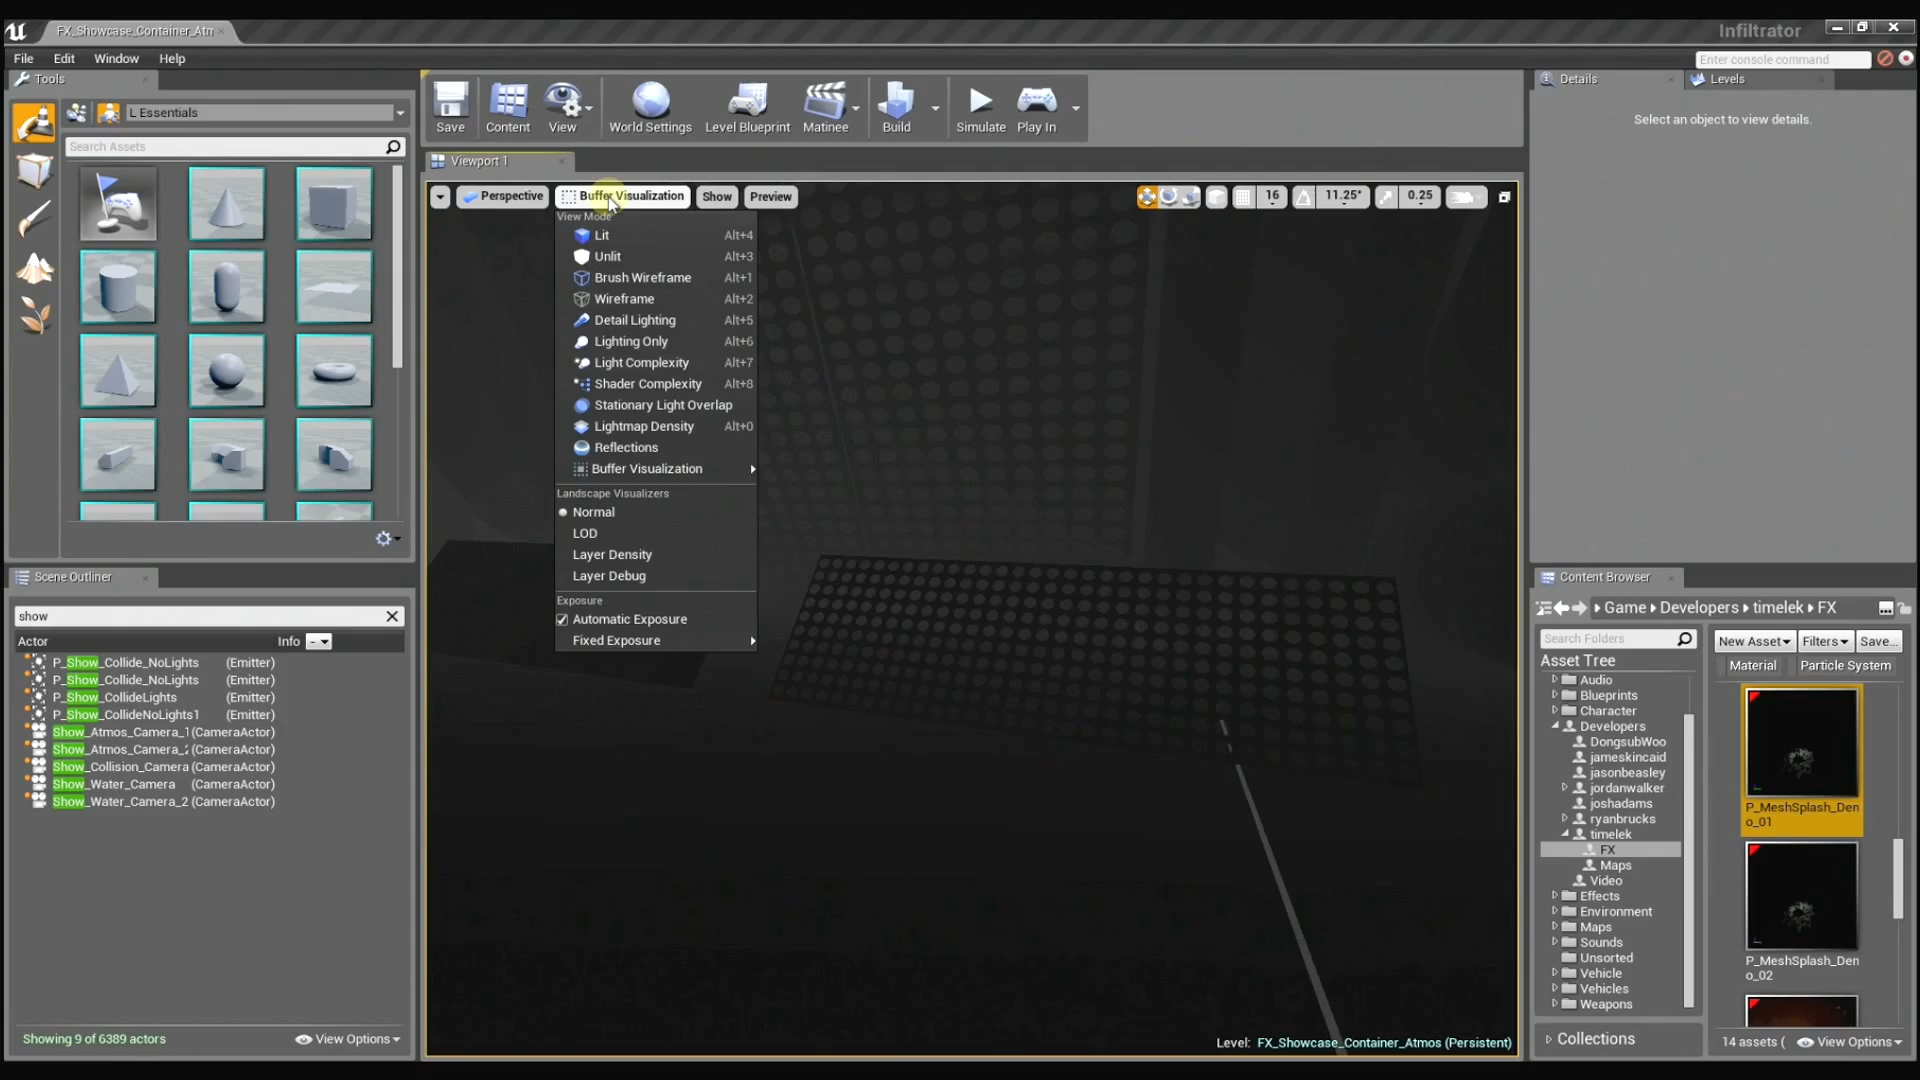 FX_Showcase_Container_Atm
Infiltrator
File Edit Window Help
Enter console command
Tools
L Essentials
Search Assets
Save
Content
View
World Settings
Level Blueprint
Matinee
Build
Simulate
Play In
Details
Levels
Select an object to view details.
Viewport 1
Perspective
Buffer Visualization
Show
Preview
16
11.25°
0.25
View Mode
Lit Alt+4
Unlit Alt+3
Brush Wireframe Alt+1
Wireframe Alt+2
Detail Lighting Alt+5
Lighting Only Alt+6
Light Complexity Alt+7
Shader Complexity Alt+8
Stationary Light Overlap
Lightmap Density Alt+0
Reflections
Buffer Visualization
Landscape Visualizers
Normal
LOD
Layer Density
Layer Debug
Exposure
Automatic Exposure
Fixed Exposure
Level: FX_Showcase_Container_Atmos (Persistent)
Scene Outliner
show
Actor Info -
P_Show_Collide_NoLights (Emitter)
P_Show_Collide_NoLights (Emitter)
P_Show_CollideLights (Emitter)
P_Show_CollideNoLights1 (Emitter)
Show_Atmos_Camera_1 (CameraActor)
Show_Atmos_Camera_2 (CameraActor)
Show_Collision_Camera (CameraActor)
Show_Water_Camera (CameraActor)
Show_Water_Camera_2 (CameraActor)
Showing 9 of 6389 actors
View Options
Content Browser
Game Developers timelek FX
Search Folders
New Asset
Filters
Save...
Asset Tree
Material
Particle System
Audio
Blueprints
Character
Developers
DongsubWoo
jameskincaid
jasonbeasley
jordanwalker
joshadams
ryanbrucks
timelek
FX
Maps
Video
Effects
Environment
Maps
Sounds
Unsorted
Vehicle
Vehicles
Weapons
P_MeshSplash_Dem
o_01
P_MeshSplash_Dem
o_02
Collections
14 assets (
View Options